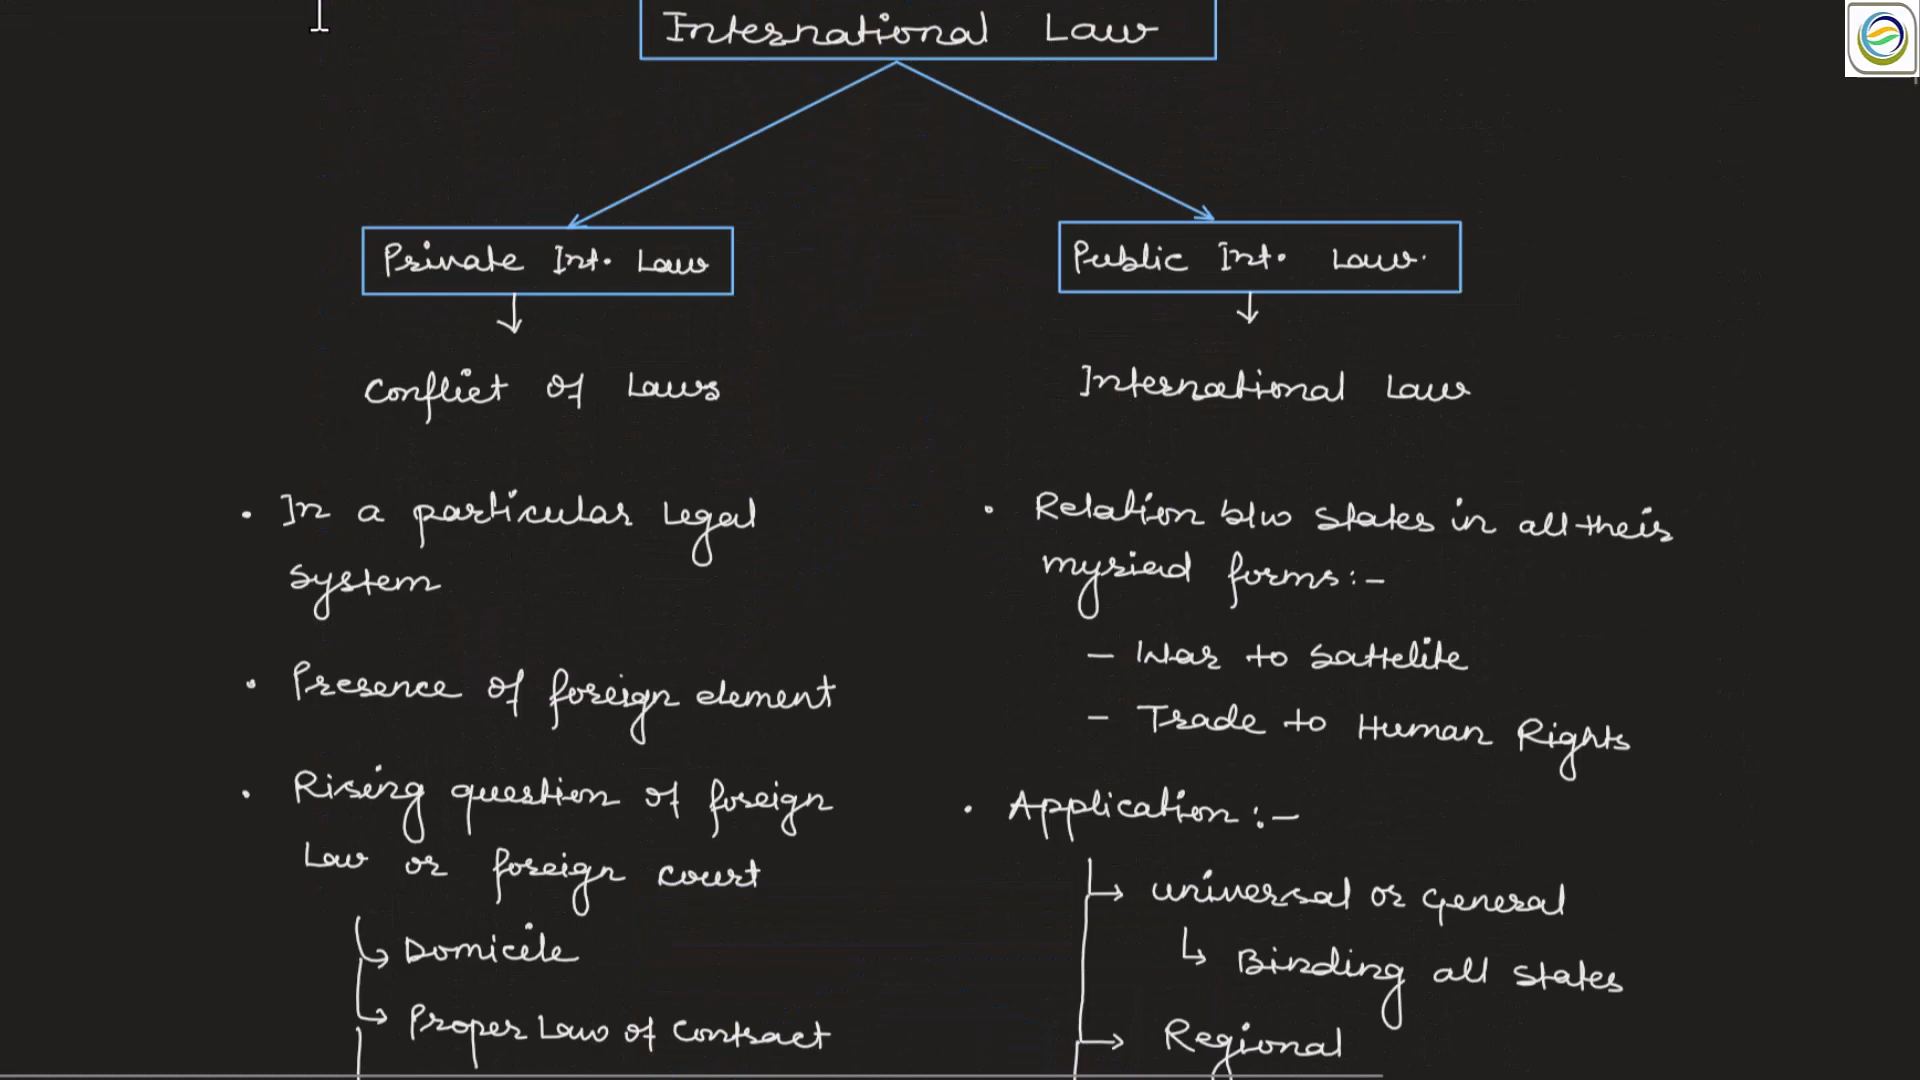 International Law
Private Int. Law
Public Int. Law.
Conflict of Laws
International Law
• In a particular Legal
system
• Presence of foreign element
• Rising question of foreign
Law or foreign court
Domicile
Proper Law of Contract
• Relation b/w States in all their
myriad forms:-
- War to Sattelite
- Trade to Human Rights
• Application:-
universal or General
Binding all states
Regional